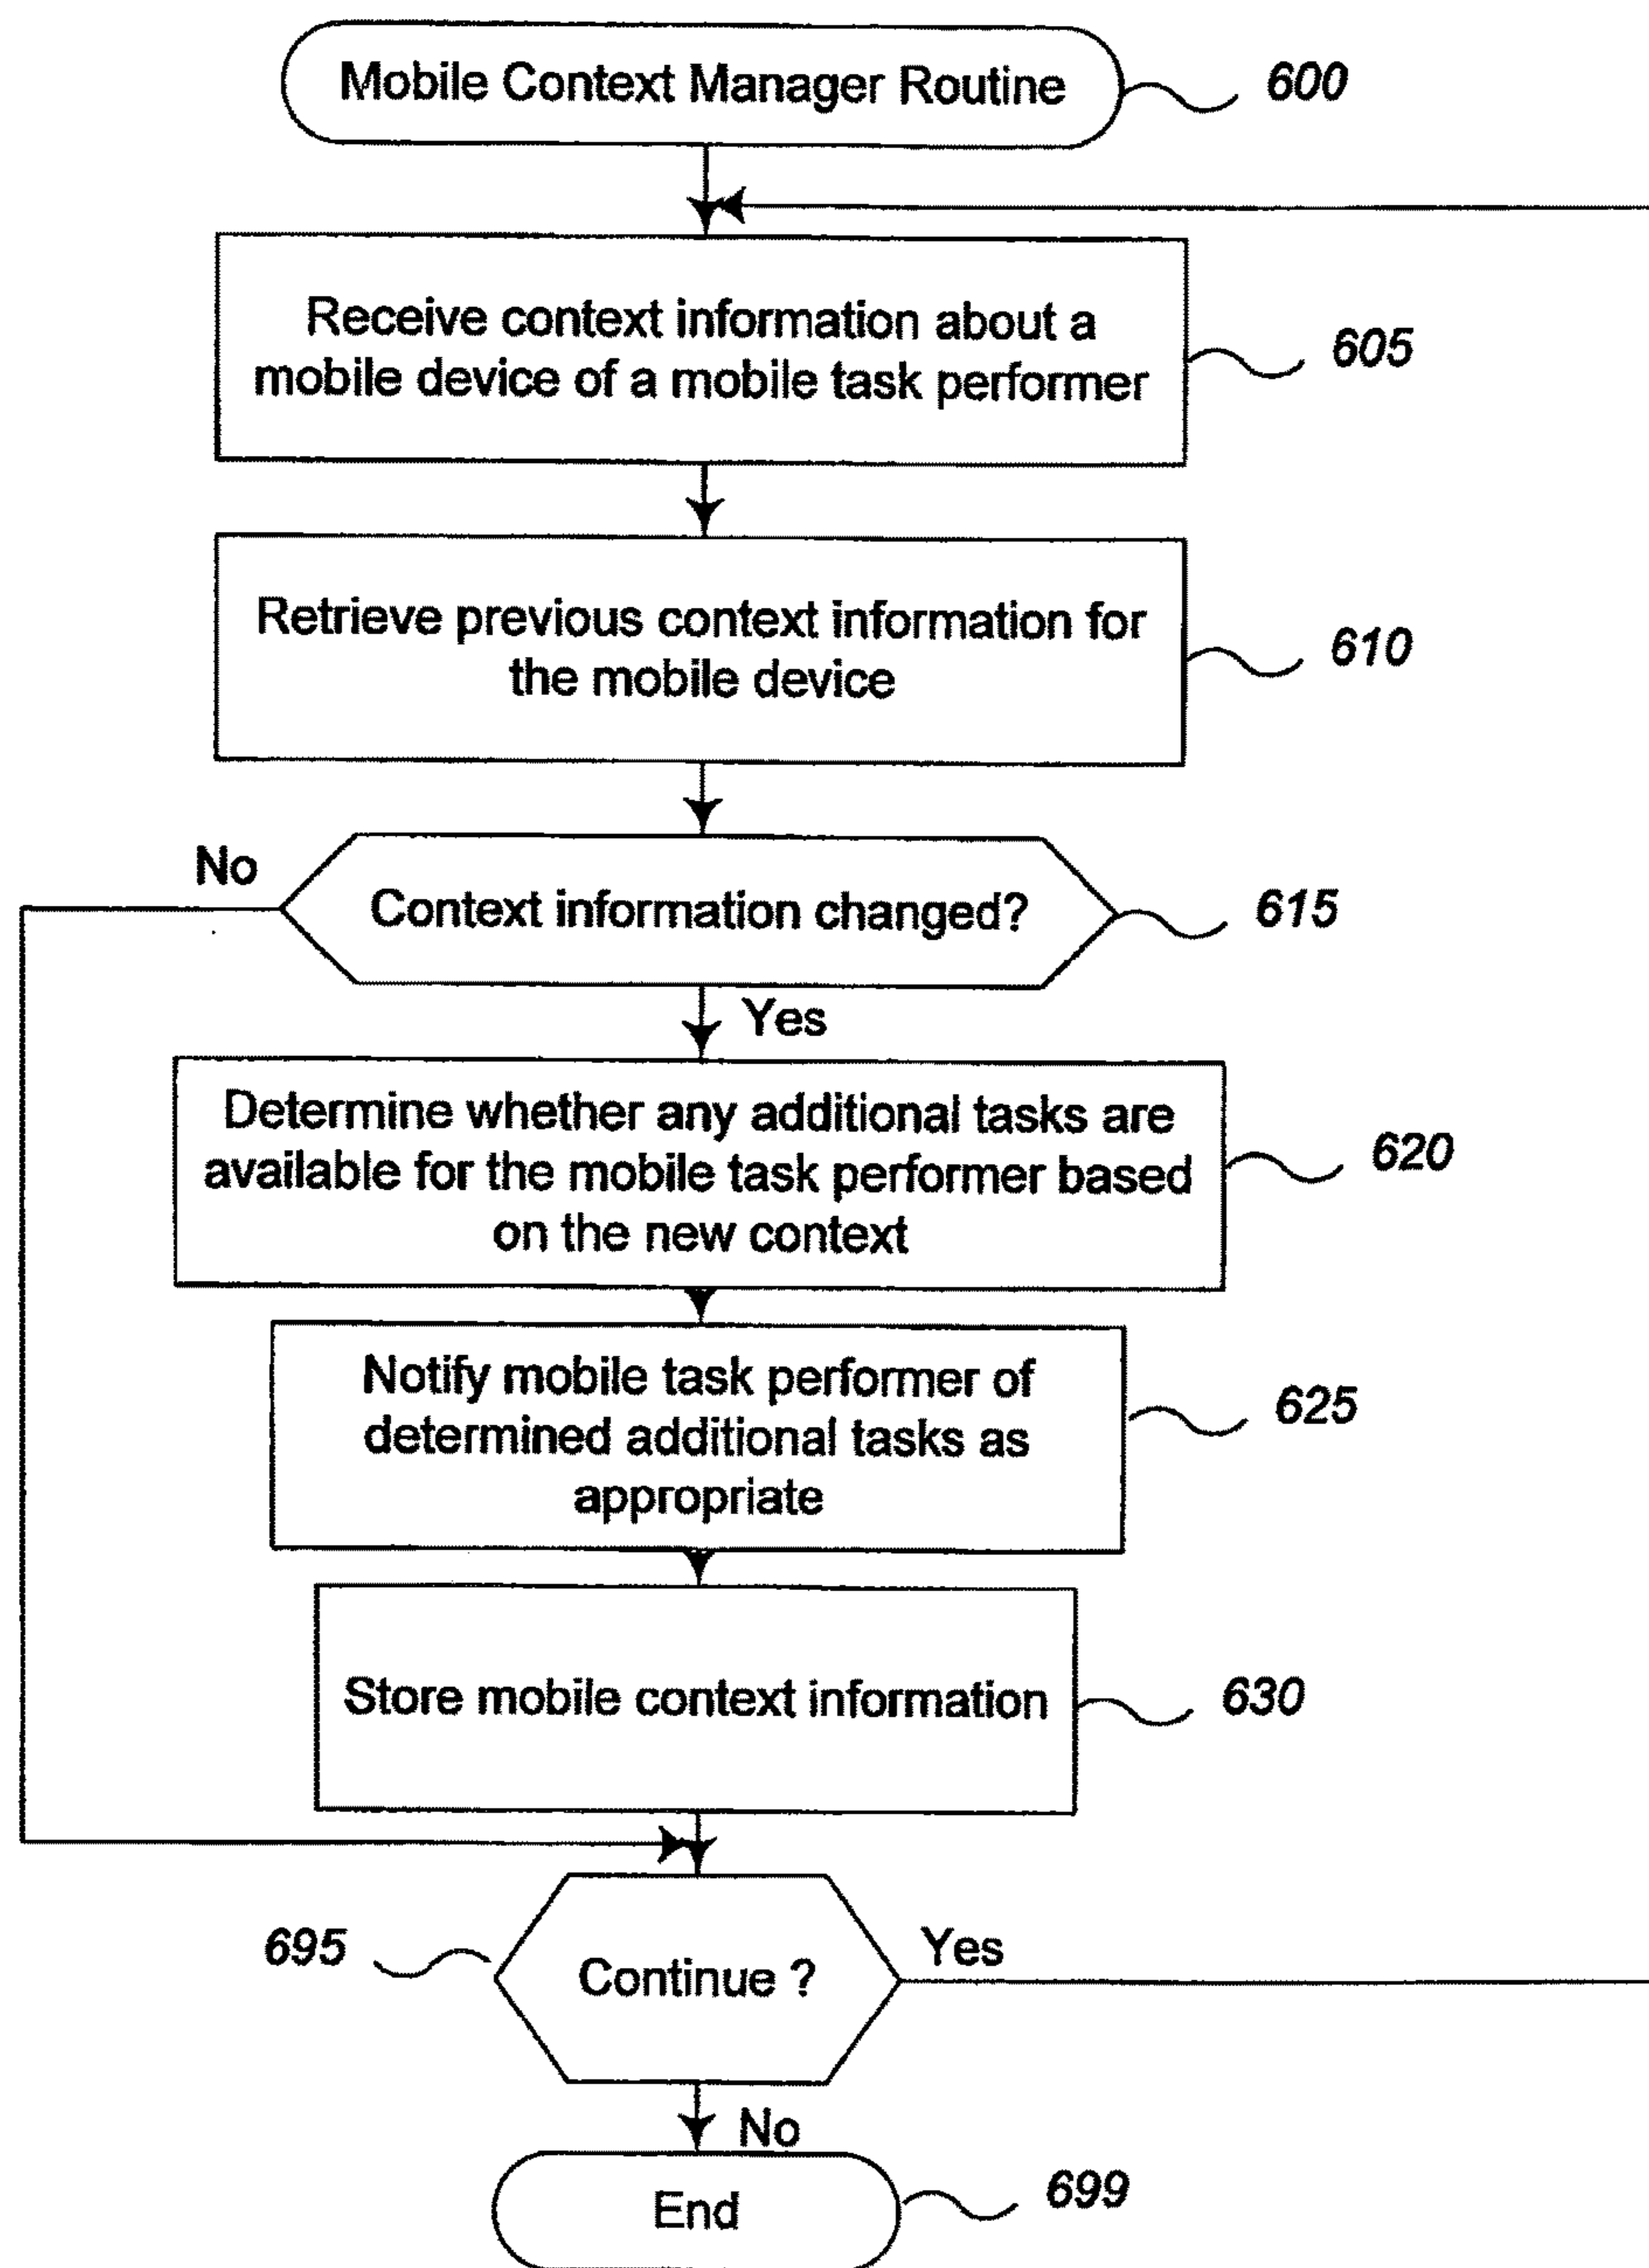 Mobile Context Manager Routine
600
Receive context information about a
mobile device of a mobile task performer
605
Retrieve previous context information for
the mobile device
610
No
Context information changed?
615
Yes
Determine whether any additional tasks are
available for the mobile task performer based
on the new context
620
Notify mobile task performer of
determined additional tasks as
appropriate
625
Store mobile context information
630
695
Continue ?
Yes
No
End
699